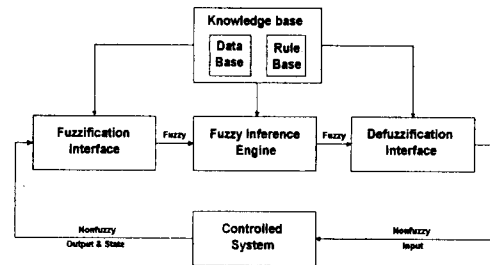 Knowledge base
Data
Base
Rule
Base
Fuzzification
Interface
Fuzzy
Fuzzy Inference
Engine
Fuzzy
Defuzzification
Interface
Nonfuzzy
Output & State
Controlled
System
Nonfuzzy
Input